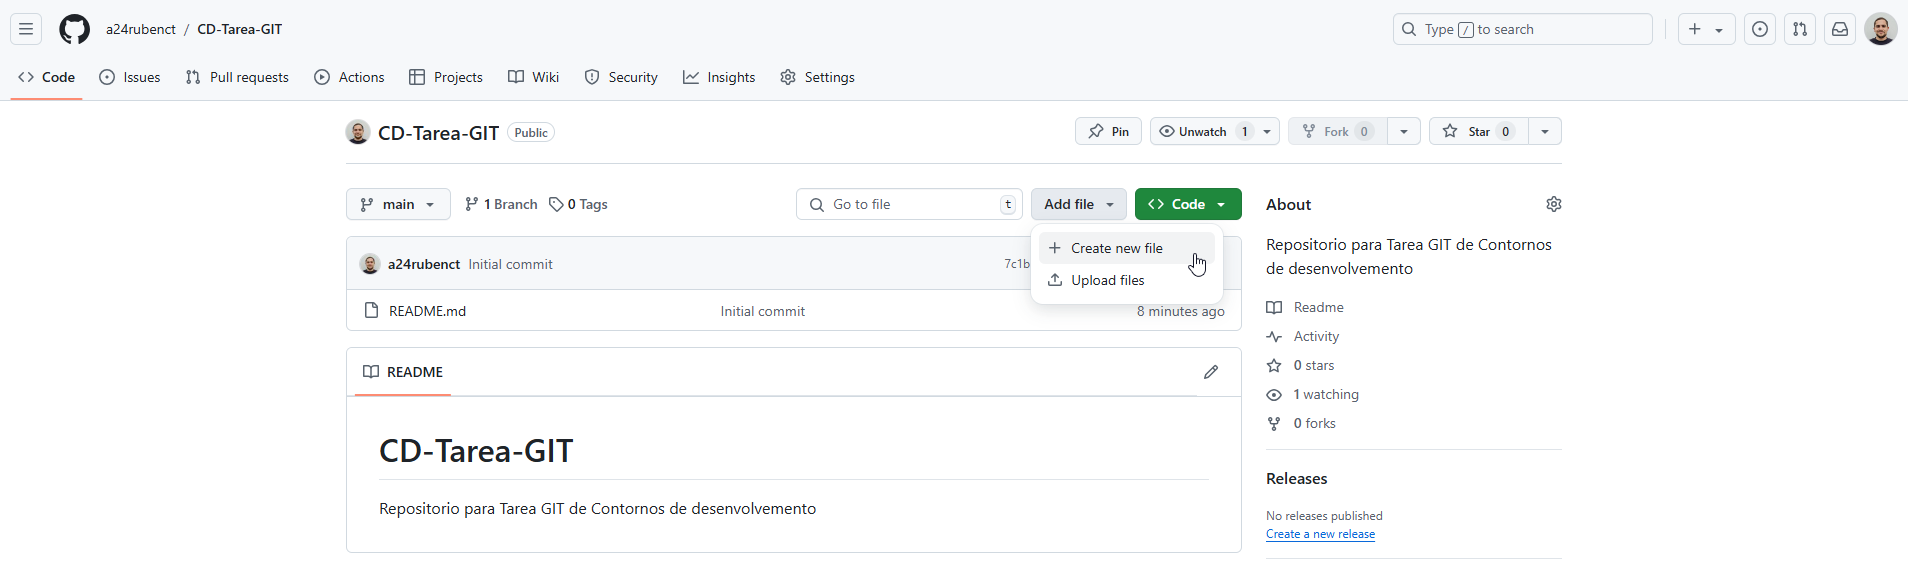 a24rubenct / CD-Tarea-GIT
Type / to search
Code Issues Pull requests Actions Projects Wiki Security Insights Settings
CD-Tarea-GIT Public
Pin Unwatch 1 Fork 0 Star 0
main 1 Branch 0 Tags Go to file t Add file Code
Create new file
Upload files
a24rubenct Initial commit 7c1b
README.md Initial commit 8 minutes ago
README
CD-Tarea-GIT
Repositorio para Tarea GIT de Contornos de desenvolvemento
About
Repositorio para Tarea GIT de Contornos
de desenvolvemento
Readme
Activity
0 stars
1 watching
0 forks
Releases
No releases published
Create a new release